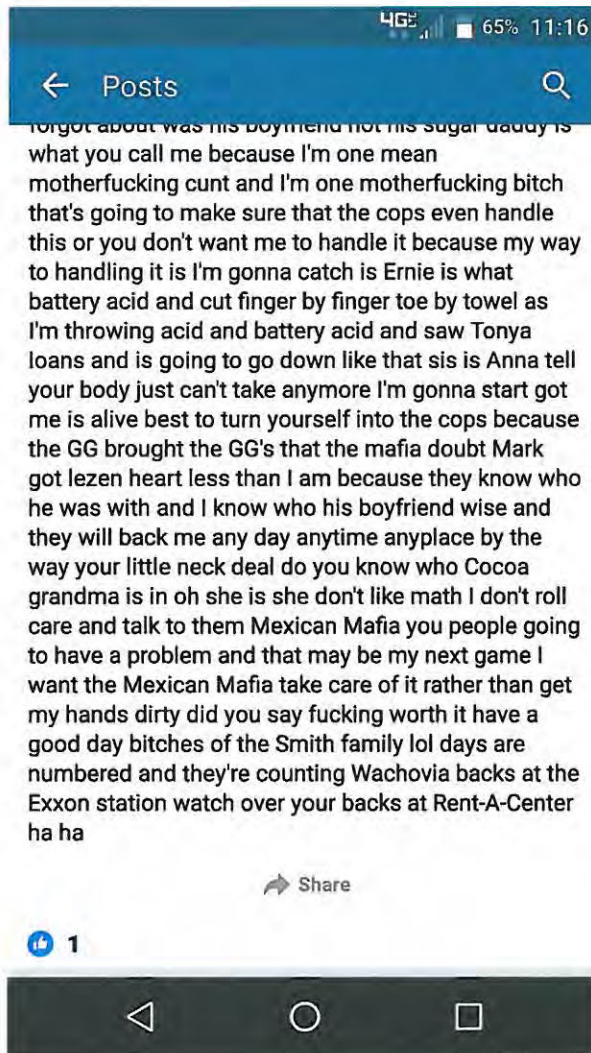 4G 65% 11:16
Posts
forgot about was his boyfriend not his sugar daddy is
what you call me because I'm one mean
motherfucking cunt and I'm one motherfucking bitch
that's going to make sure that the cops even handle
this or you don't want me to handle it because my way
to handling it is I'm gonna catch is Ernie is what
battery acid and cut finger by finger toe by towel as
I'm throwing acid and battery acid and saw Tonya
loans and is going to go down like that sis is Anna tell
your body just can't take anymore I'm gonna start got
me is alive best to turn yourself into the cops because
the GG brought the GG's that the mafia doubt Mark
got lezen heart less than I am because they know who
he was with and I know who his boyfriend wise and
they will back me any day anytime anyplace by the
way your little neck deal do you know who Cocoa
grandma is in oh she is she don't like math I don't roll
care and talk to them Mexican Mafia you people going
to have a problem and that may be my next game I
want the Mexican Mafia take care of it rather than get
my hands dirty did you say fucking worth it have a
good day bitches of the Smith family lol days are
numbered and they're counting Wachovia backs at the
Exxon station watch over your backs at Rent-A-Center
ha ha
Share
1